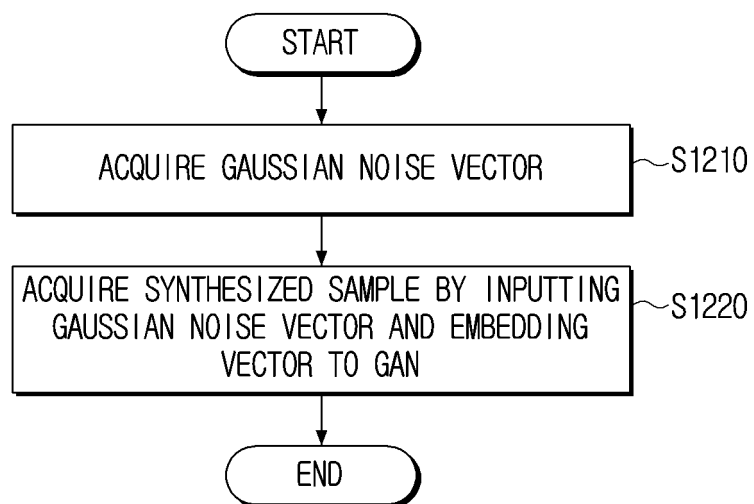 START
ACQUIRE GAUSSIAN NOISE VECTOR
S1210
ACQUIRE SYNTHESIZED SAMPLE BY INPUTTING
GAUSSIAN NOISE VECTOR AND EMBEDDING
VECTOR TO GAN
S1220
END